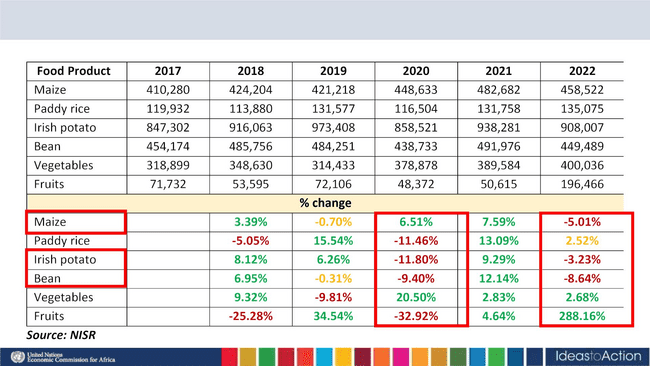 Food Product 2017 2018 2019 2020 2021 2022
Maize 410,280 424,204 421,218 448,633 482,682 458,522
Paddy rice 119,932 113,880 131,577 116,504 131,758 135,075
Irish potato 847,302 916,063 973,408 858,521 938,281 908,007
Bean 454,174 485,756 484,251 438,733 491,976 449,489
Vegetables 318,899 348,630 314,433 378,878 389,584 400,036
Fruits 71,732 53,595 72,106 48,372 50,615 196,466
% change
Maize 3.39% -0.70% 6.51% 7.59% -5.01%
Paddy rice -5.05% 15.54% -11.46% 13.09% 2.52%
Irish potato 8.12% 6.26% -11.80% 9.29% -3.23%
Bean 6.95% -0.31% -9.40% 12.14% -8.64%
Vegetables 9.32% -9.81% 20.50% 2.83% 2.68%
Fruits -25.28% 34.54% -32.92% 4.64% 288.16%
Source: NISR
United Nations
Economic Commission for Africa
IdeastoAction